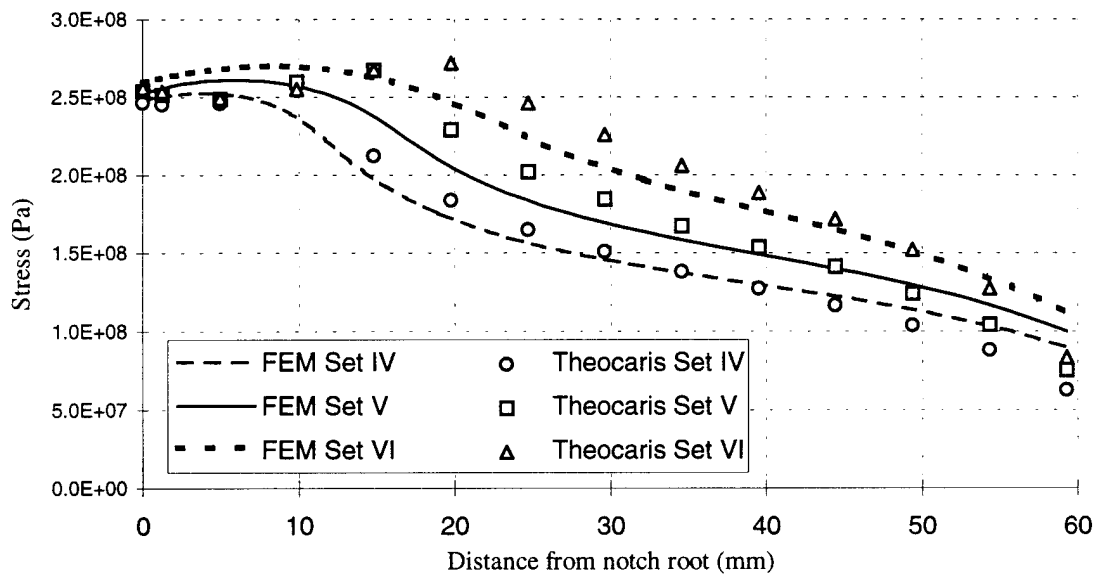 3.0E+08
2.5E+08
2.0E+08
1.5E+08
1.0E+08
5.0E+07
0.0E+00
Stress (Pa)
FEM Set IV
Theocaris Set IV
FEM Set V
Theocaris Set V
FEM Set VI
Theocaris Set VI
0 10 20 30 40 50 60
Distance from notch root (mm)